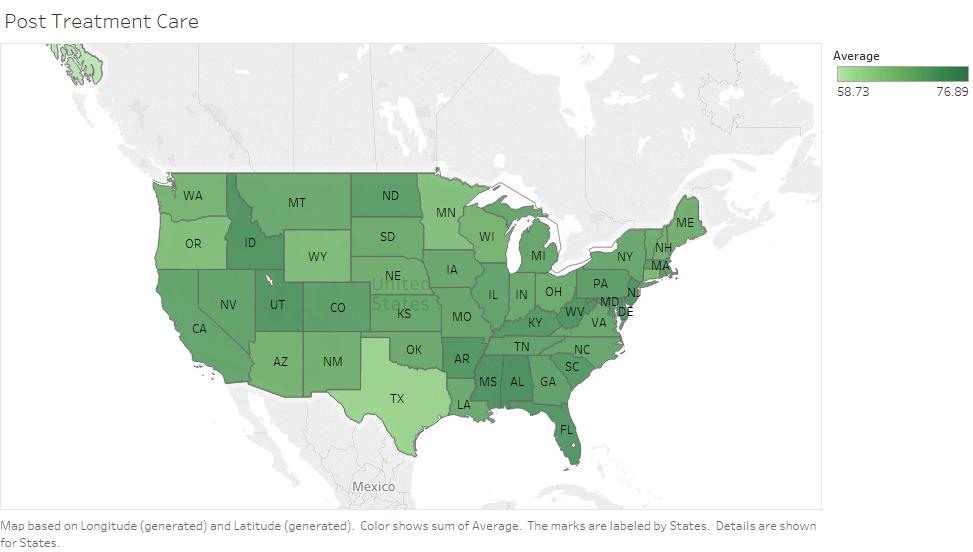 Post Treatment Care
Average
58.73 76.89
WA MT ND MN ME
OR ID WY SD WI MI NY NH
MA
NV UT CO NE IA IL IN OH PA NJ
United
States
CA KS MO KY WV MD DE
VA
AZ NM OK AR TN NC
SC
TX LA MS AL GA
FL
Mexico
Map based on Longitude (generated) and Latitude (generated). Color shows sum of Average. The marks are labeled by States. Details are shown
for States.